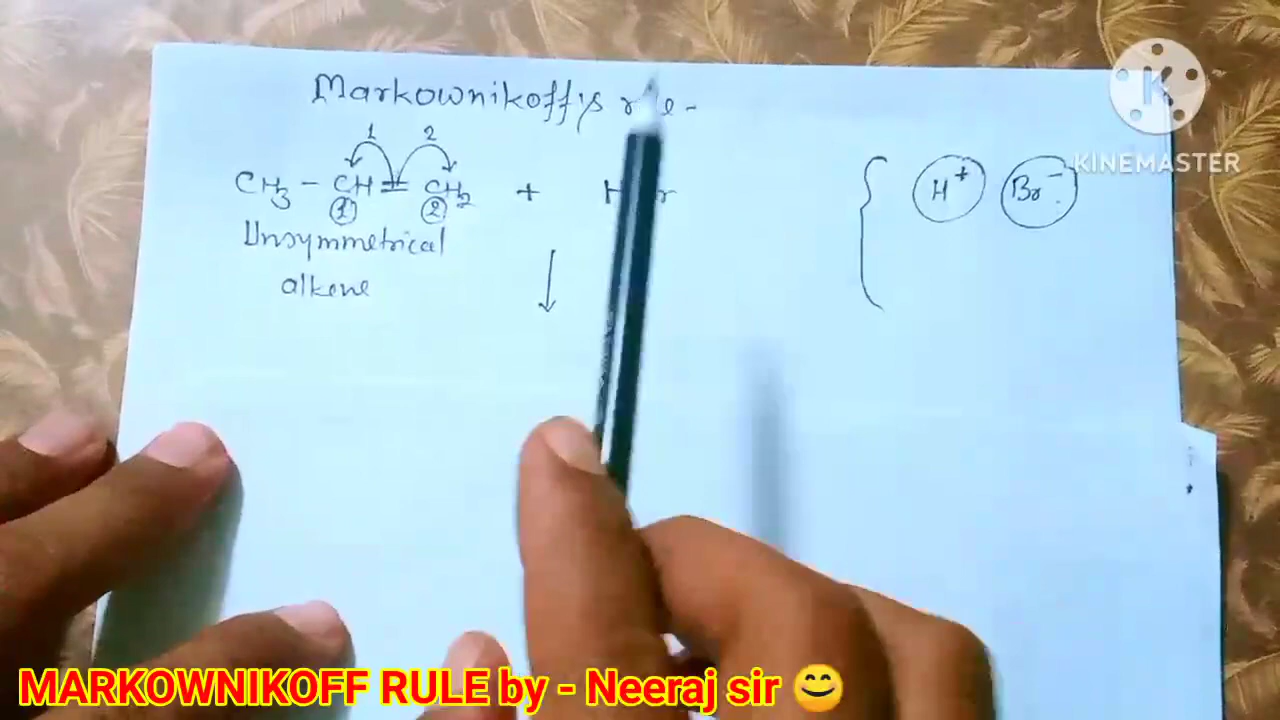 Markownikoff's
1 2
CH3 - CH = CH2 +
1 2
Unsymmetrical
alkene
H+ Br-
K
KINEMASTER
MARKOWNIKOFF RULE by - Neeraj sir 😊